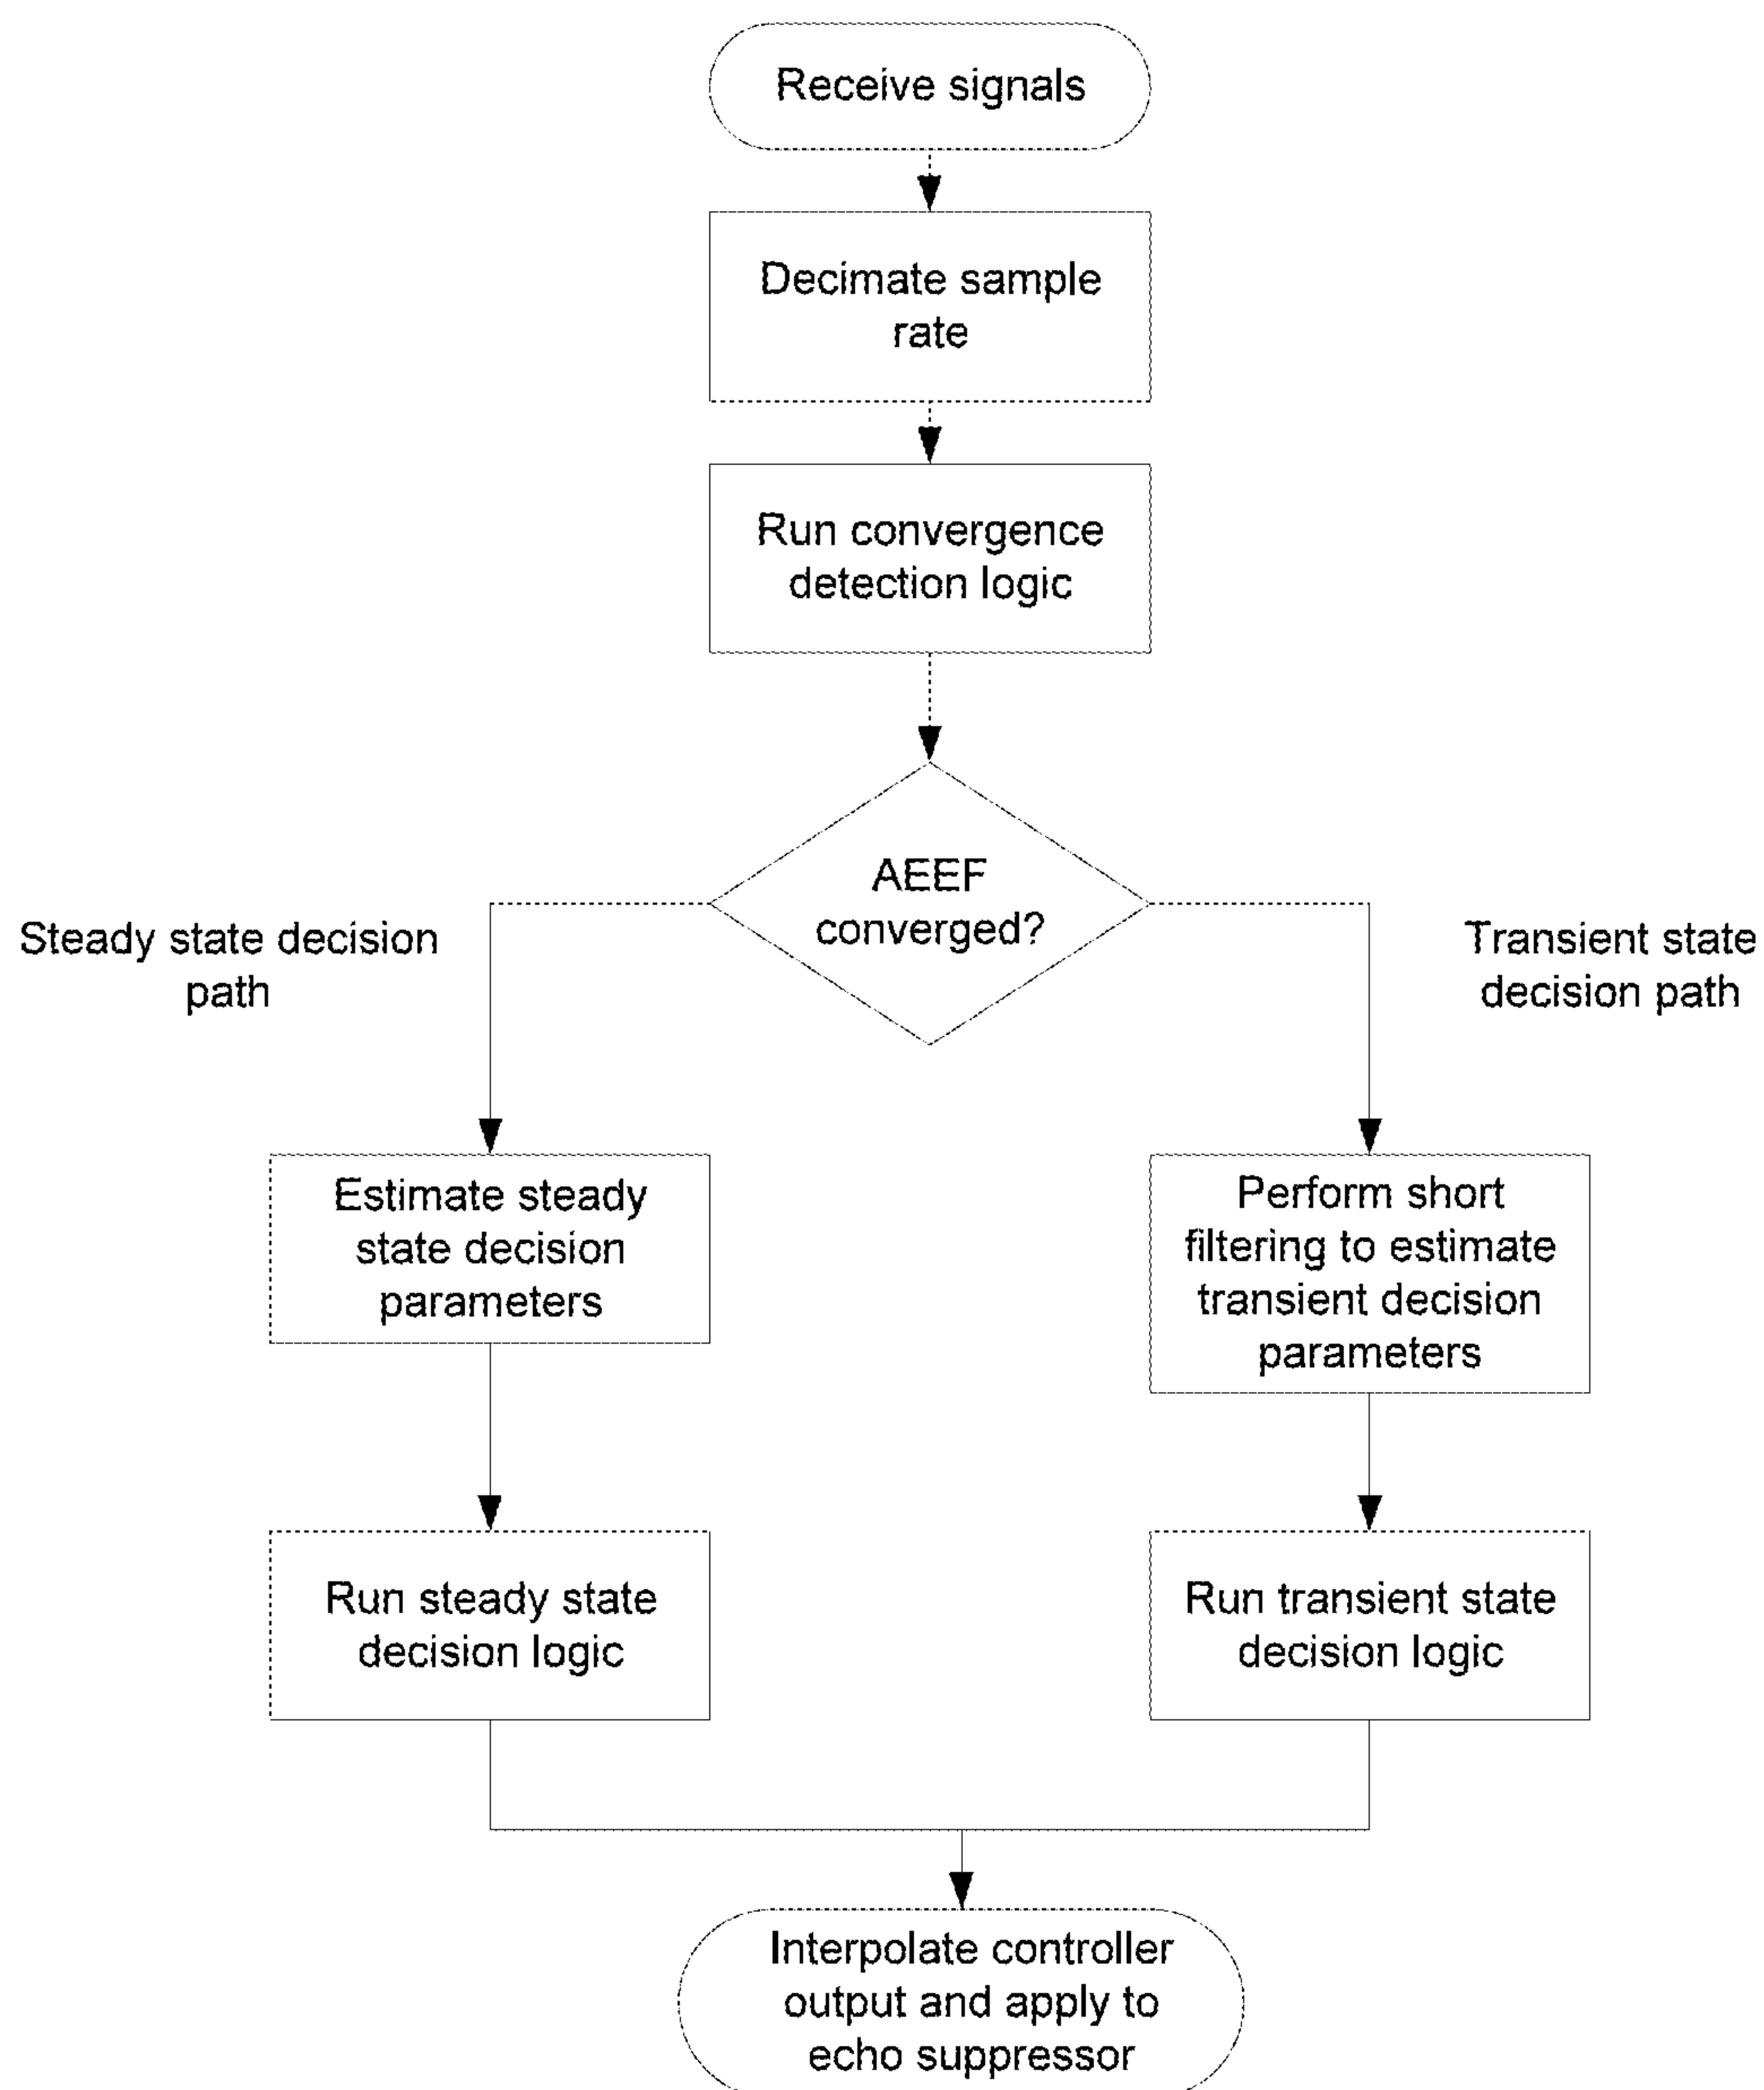 Receive signals
Decimate sample
rate
Run convergence
detection logic
AEEF
converged?
Steady state decision
path
Transient state
decision path
Estimate steady
state decision
parameters
Perform short
filtering to estimate
transient decision
parameters
Run steady state
decision logic
Run transient state
decision logic
Interpolate controller
output and apply to
echo suppressor